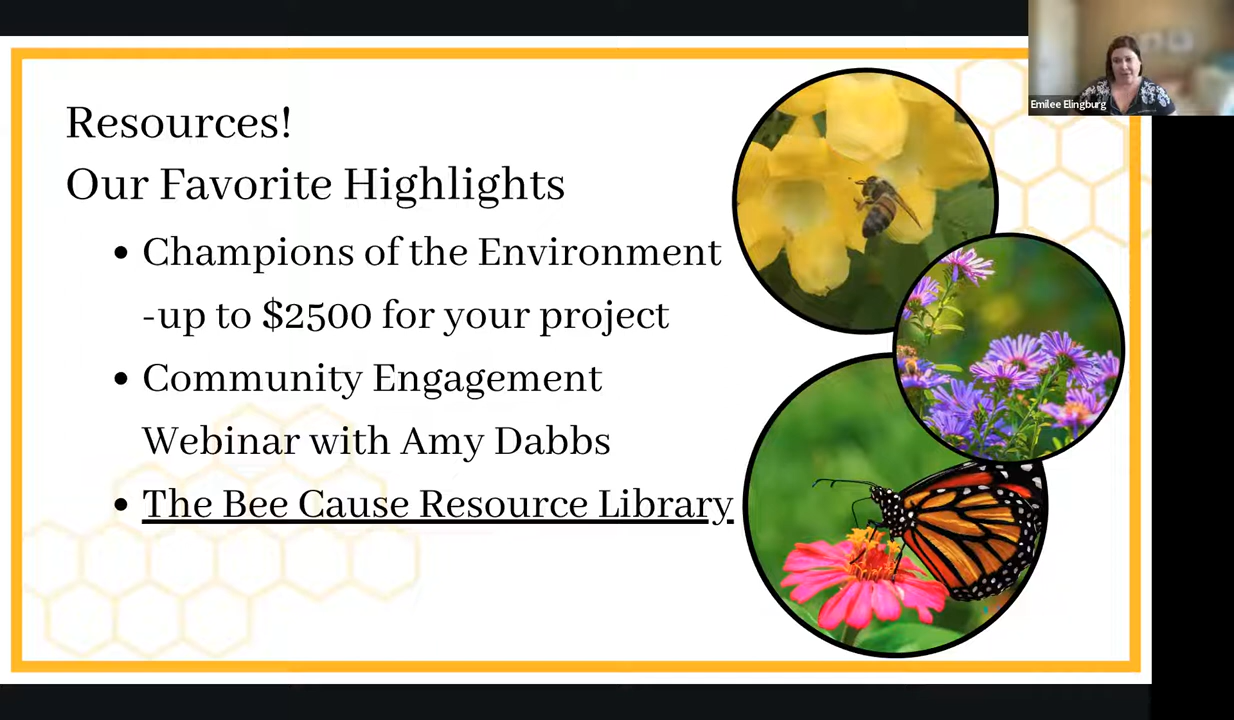 Resources!
Our Favorite Highlights
• Champions of the Environment
-up to $2500 for your project
• Community Engagement
Webinar with Amy Dabbs
• The Bee Cause Resource Library
Emilee Elingburg